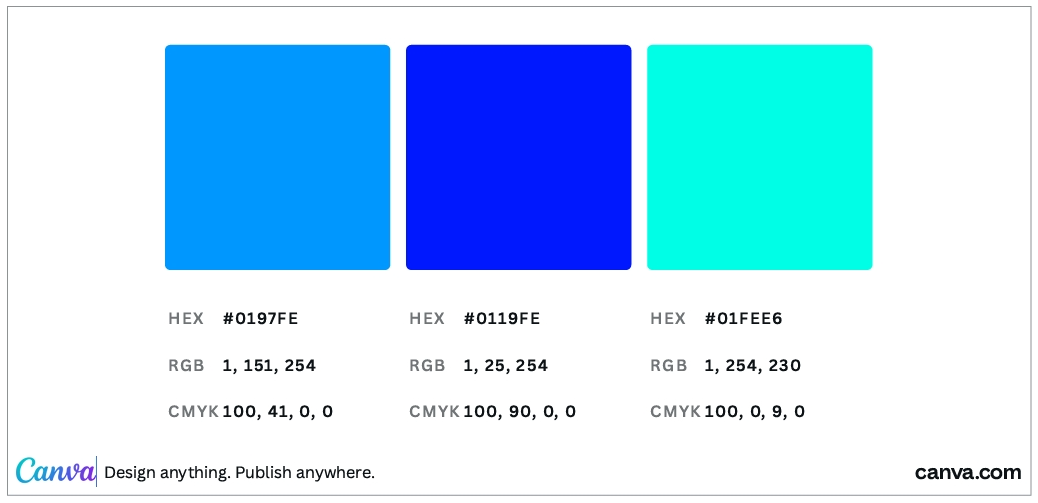 HEX #0197FE HEX #0119FE HEX #01FEE6
RGB 1, 151, 254 RGB 1, 25, 254 RGB 1, 254, 230
CMYK 100, 41, 0, 0 CMYK 100, 90, 0, 0 CMYK 100, 0, 9, 0
Canva Design anything. Publish anywhere. canva.com